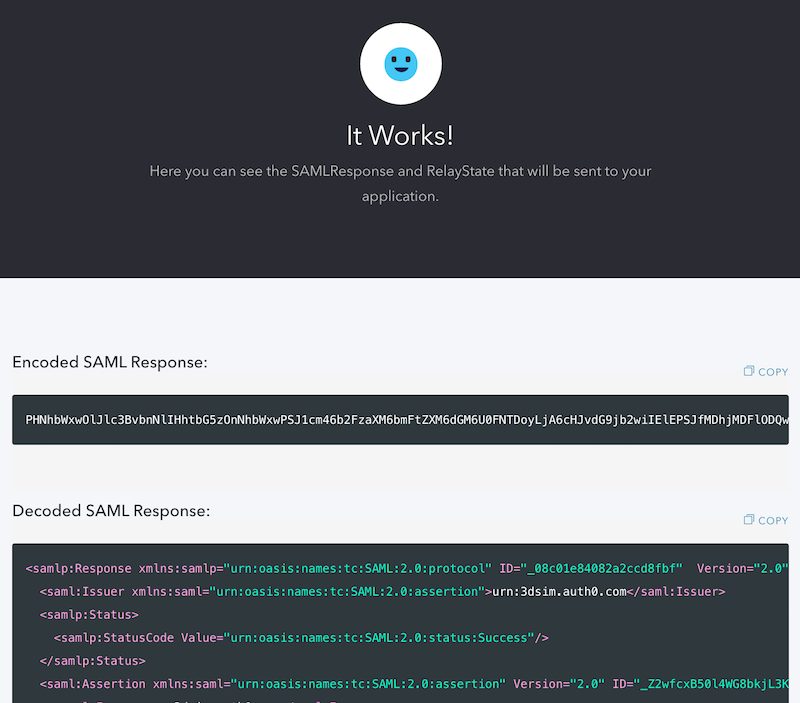 It Works!
Here you can see the SAMLResponse and RelayState that will be sent to your
application.
Encoded SAML Response:
COPY
PHNhbWxwOlJlc3BvbnNlIHhtbG5zOnNhbWxwPSJ1cm46b2FzaXM6bmFtZXM6dGM6U0FNTDoyLjA6cHJvdG9jb2wiIElEPSJfMDhjMDFlODQw
Decoded SAML Response:
COPY
<samlp:Response xmlns:samlp="urn:oasis:names:tc:SAML:2.0:protocol" ID="_08c01e84082a2ccd8fbf"  Version="2.0"
<saml:Issuer xmlns:saml="urn:oasis:names:tc:SAML:2.0:assertion">urn:3dsim.auth0.com</saml:Issuer>
<samlp:Status>
<samlp:StatusCode Value="urn:oasis:names:tc:SAML:2.0:status:Success"/>
</samlp:Status>
<saml:Assertion xmlns:saml="urn:oasis:names:tc:SAML:2.0:assertion" Version="2.0" ID="_Z2wfcxB50l4WG8bkjL3K